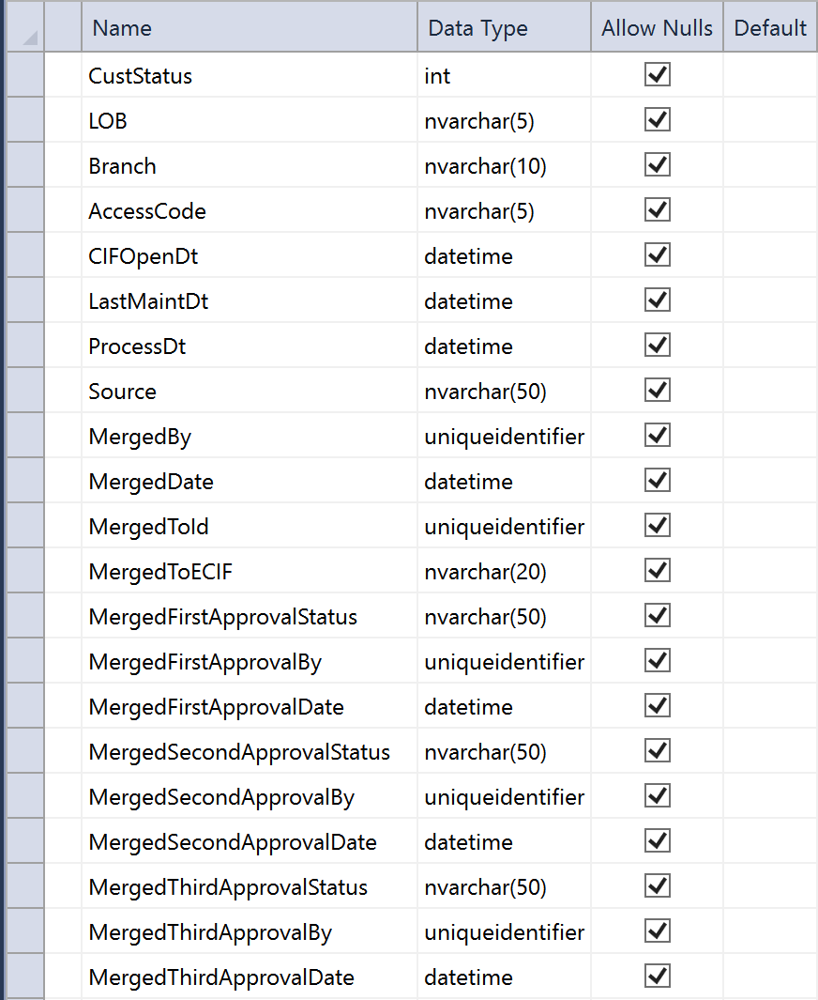 Name Data Type Allow Nulls Default
CustStatus int
LOB nvarchar(5)
Branch nvarchar(10)
AccessCode nvarchar(5)
CIFOpenDt datetime
LastMaintDt datetime
ProcessDt datetime
Source nvarchar(50)
MergedBy uniqueidentifier
MergedDate datetime
MergedToId uniqueidentifier
MergedToECIF nvarchar(20)
MergedFirstApprovalStatus nvarchar(50)
MergedFirstApprovalBy uniqueidentifier
MergedFirstApprovalDate datetime
MergedSecondApprovalStatus nvarchar(50)
MergedSecondApprovalBy uniqueidentifier
MergedSecondApprovalDate datetime
MergedThirdApprovalStatus nvarchar(50)
MergedThirdApprovalBy uniqueidentifier
MergedThirdApprovalDate datetime